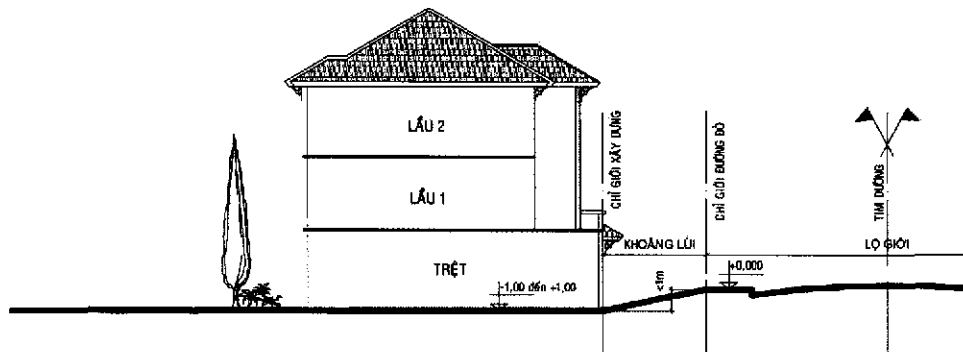 LẦU 2
LẦU 1
TRỆT
-1,00 đến +1,00
CHỈ GIỚI XÂY DỰNG
KHOẢNG LÙI
<1m
CHỈ GIỚI ĐƯỜNG ĐỎ
+0,000
TIM ĐƯỜNG
LỘ GIỚI